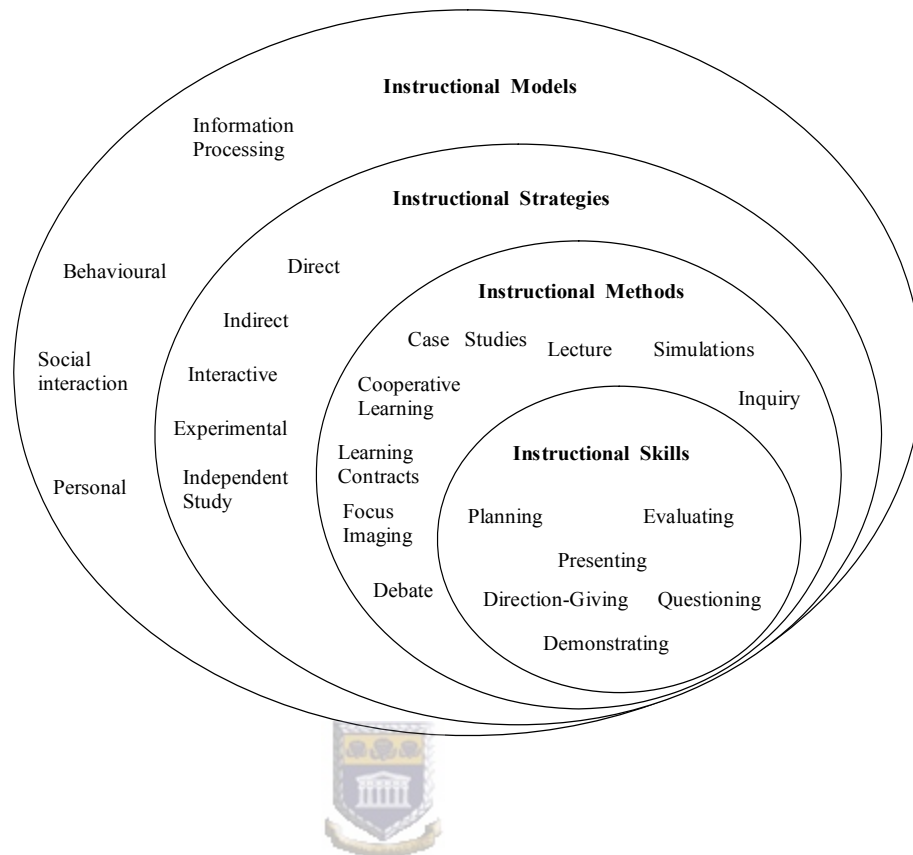 Instructional Models
Information
Processing
Behavioural
Social
interaction
Personal
Instructional Strategies
Direct
Indirect
Interactive
Experimental
Independent
Study
Instructional Methods
Case Studies
Lecture
Simulations
Inquiry
Cooperative
Learning
Learning
Contracts
Focus
Imaging
Debate
Instructional Skills
Planning
Evaluating
Presenting
Direction-Giving
Questioning
Demonstrating